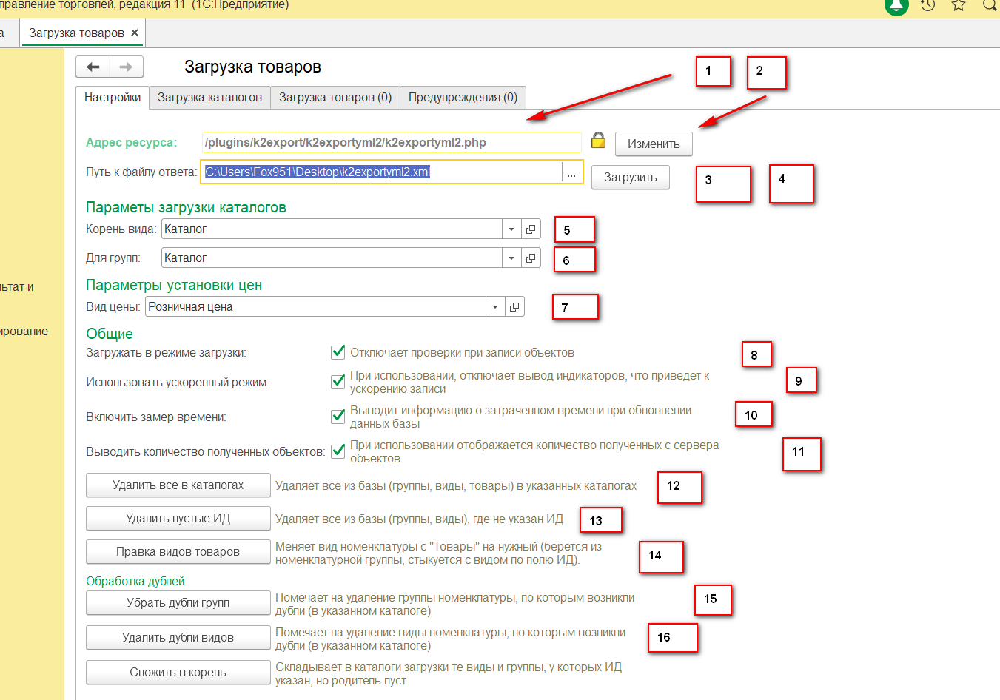 правление торговлей, редакция 11 (1С:Предприятие)
а
Загрузка товаров ×
Загрузка товаров
1
2
Настройки
Загрузка каталогов
Загрузка товаров (0)
Предупреждения (0)
Адрес ресурса:
/plugins/k2export/k2exportyml2/k2exportyml2.php
Изменить
Путь к файлу ответа:
C:\Users\Fox951\Desktop\k2exportyml2.xml
...
Загрузить
3
4
Параметы загрузки каталогов
Корень вида:
Каталог
5
Для групп:
Каталог
6
ьтат и
Параметры установки цен
Вид цены:
Розничная цена
7
ирование
Общие
Загружать в режиме загрузки:
Отключает проверки при записи объектов
8
Использовать ускоренный режим:
При использовании, отключает вывод индикаторов, что приведет к
ускорению записи
9
Включить замер времени:
Выводит информацию о затраченном времени при обновлении
данных базы
10
Выводить количество полученных объектов:
При использовании отображается количество полученных с сервера
объектов
11
Удалить все в каталогах
Удаляет все из базы (группы, виды, товары) в указанных каталогах
12
Удалить пустые ИД
Удаляет все из базы (группы, виды), где не указан ИД
13
Правка видов товаров
Меняет вид номенклатуры с "Товары" на нужный (берется из
номенклатурной группы, стыкуется с видом по полю ИД).
14
Обработка дублей
Убрать дубли групп
Помечает на удаление группы номенклатуры, по которым возникли
дубли (в указанном каталоге)
15
Удалить дубли видов
Помечает на удаление виды номенклатуры, по которым возникли
дубли (в указанном каталоге)
16
Сложить в корень
Складывает в каталоги загрузки те виды и группы, у которых ИД
указан, но родитель пуст